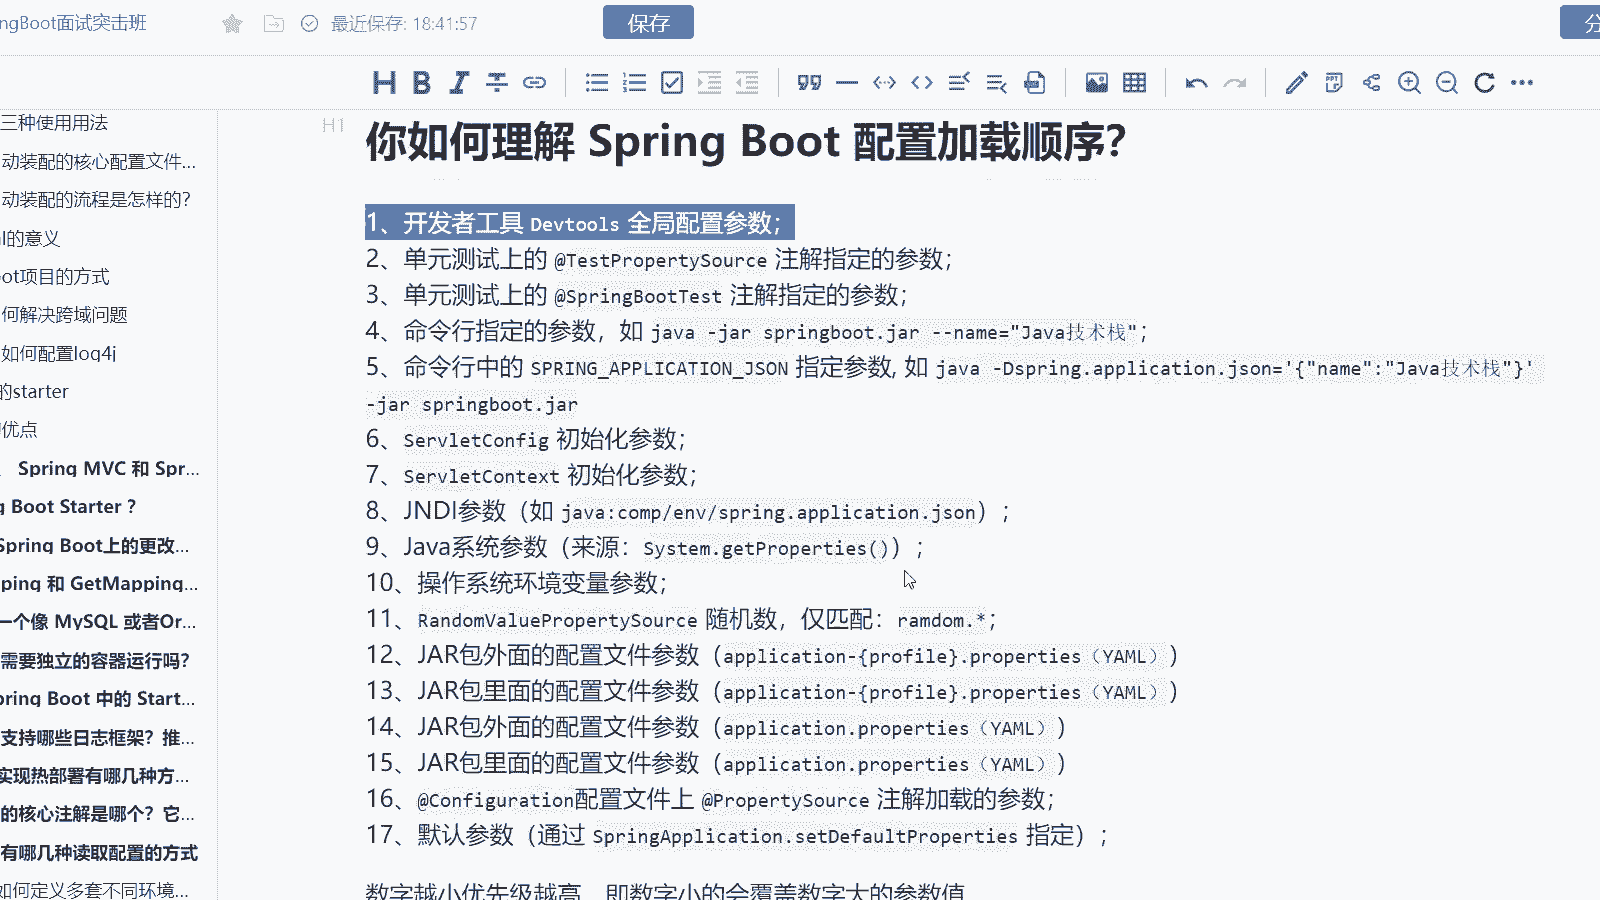 ngBoot面试突击班
最近保存: 18:41:57
保存
分
三种使用用法
动装配的核心配置文件...
动装配的流程是怎样的?
的意义
ot项目的方式
何解决跨域问题
如何配置log4j
的starter
优点
Spring MVC 和 Spr...
g Boot Starter ?
Spring Boot上的更改...
ping 和 GetMapping...
一个像 MySQL 或者Or...
需要独立的容器运行吗?
pring Boot 中的 Start...
支持哪些日志框架? 推...
实现热部署有哪几种方...
的核心注解是哪个? 它...
有哪几种读取配置的方式
如何定义多套不同环境...
H1
你如何理解 Spring Boot 配置加载顺序?
1、开发者工具 Devtools 全局配置参数;
2、单元测试上的 @TestPropertySource 注解指定的参数;
3、单元测试上的 @SpringBootTest 注解指定的参数;
4、命令行指定的参数, 如 java -jar springboot.jar --name="Java技术栈";
5、命令行中的 SPRING_APPLICATION_JSON 指定参数, 如 java -Dspring.application.json='{"name":"Java技术栈"}'
-jar springboot.jar
6、ServletConfig 初始化参数;
7、ServletContext 初始化参数;
8、JNDI参数（如 java:comp/env/spring.application.json）;
9、Java系统参数（来源: System.getProperties()）;
10、操作系统环境变量参数;
11、RandomValuePropertySource 随机数, 仅匹配: ramdom.*;
12、JAR包外面的配置文件参数（application-{profile}.properties（YAML））
13、JAR包里面的配置文件参数（application-{profile}.properties（YAML））
14、JAR包外面的配置文件参数（application.properties（YAML））
15、JAR包里面的配置文件参数（application.properties（YAML））
16、@Configuration配置文件上 @PropertySource 注解加载的参数;
17、默认参数（通过 SpringApplication.setDefaultProperties 指定）;
数字越小优先级越高, 即数字小的会覆盖数字大的参数值